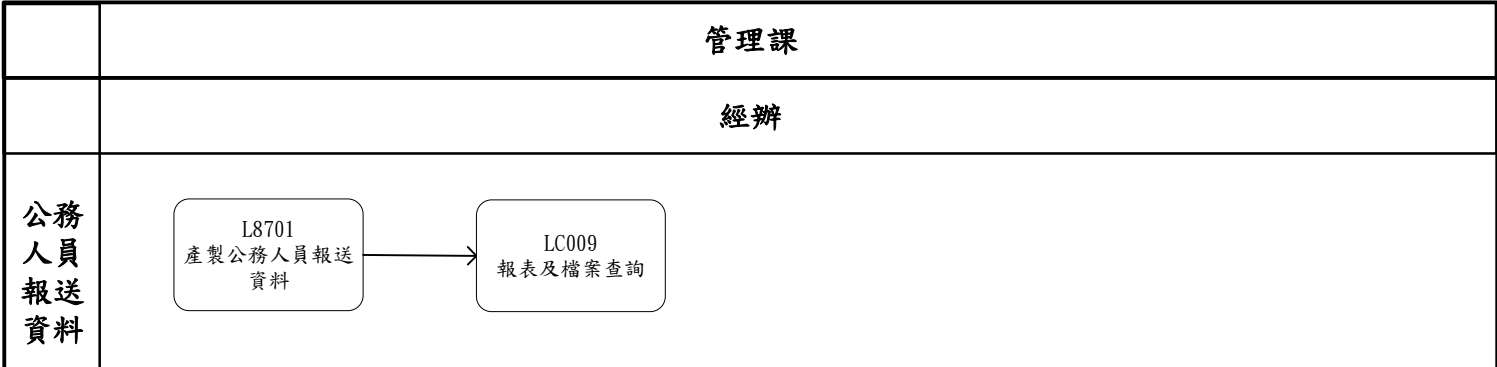 管理課
經辦
公務
人員
報送
資料
L8701
產製公務人員報送
資料
LC009
報表及檔案查詢